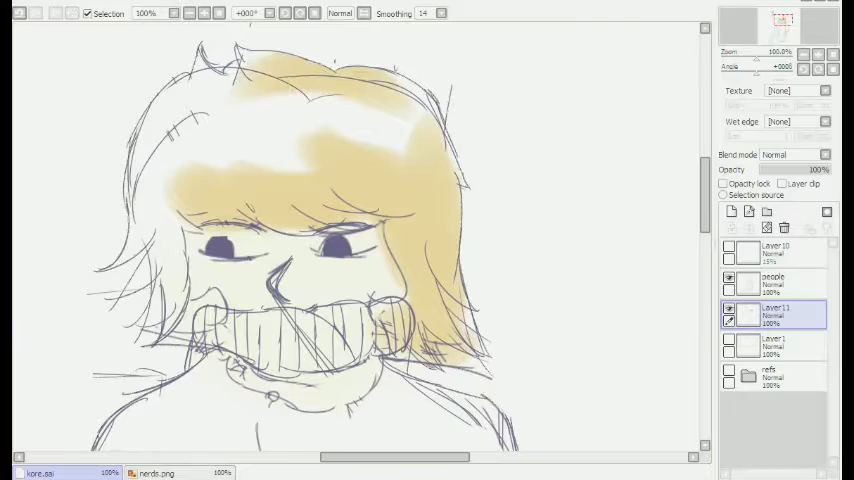 Selection 100% +000° Normal Smoothing 14
Zoom 100.0%
Angle +000°
Texture [None]
Wet edge [None]
Blend mode Normal
Opacity 100%
Opacity lock Layer clip
Selection source
Layer10
Normal
15%
people
Normal
100%
Layer11
Normal
100%
Layer1
Normal
100%
refs
Normal
100%
kore.sai 100% nerds.png 100%